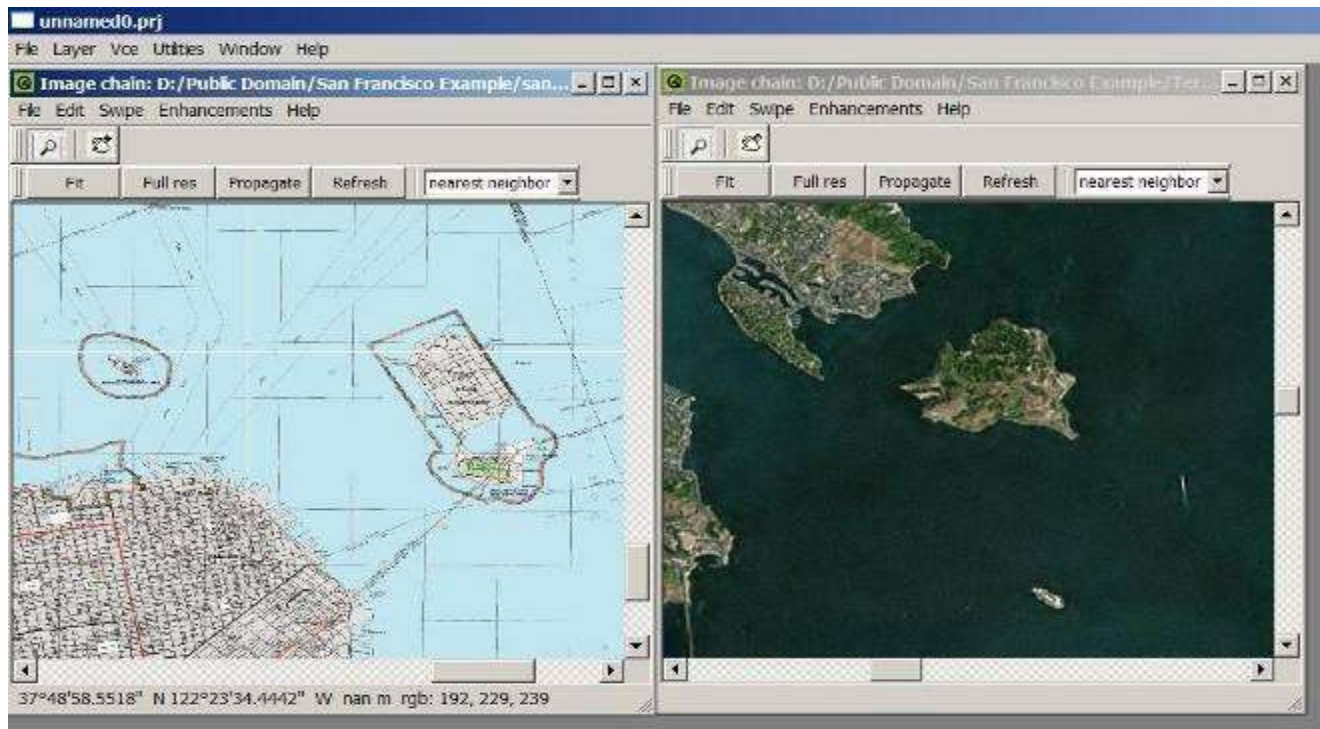 unnamed0.prj
File Layer Vce Utilities Window Help
Image chain: D:/Public Domain/San Francisco Example/san...
File Edit Swipe Enhancements Help
Fit Full res Propagate Refresh nearest neighbor
37°48'58.5518" N 122°23'34.4442" W nan m rgb: 192, 229, 239
Image chain: D:/Public Domain/San Francisco Example/Ter...
File Edit Swipe Enhancements Help
Fit Full res Propagate Refresh nearest neighbor